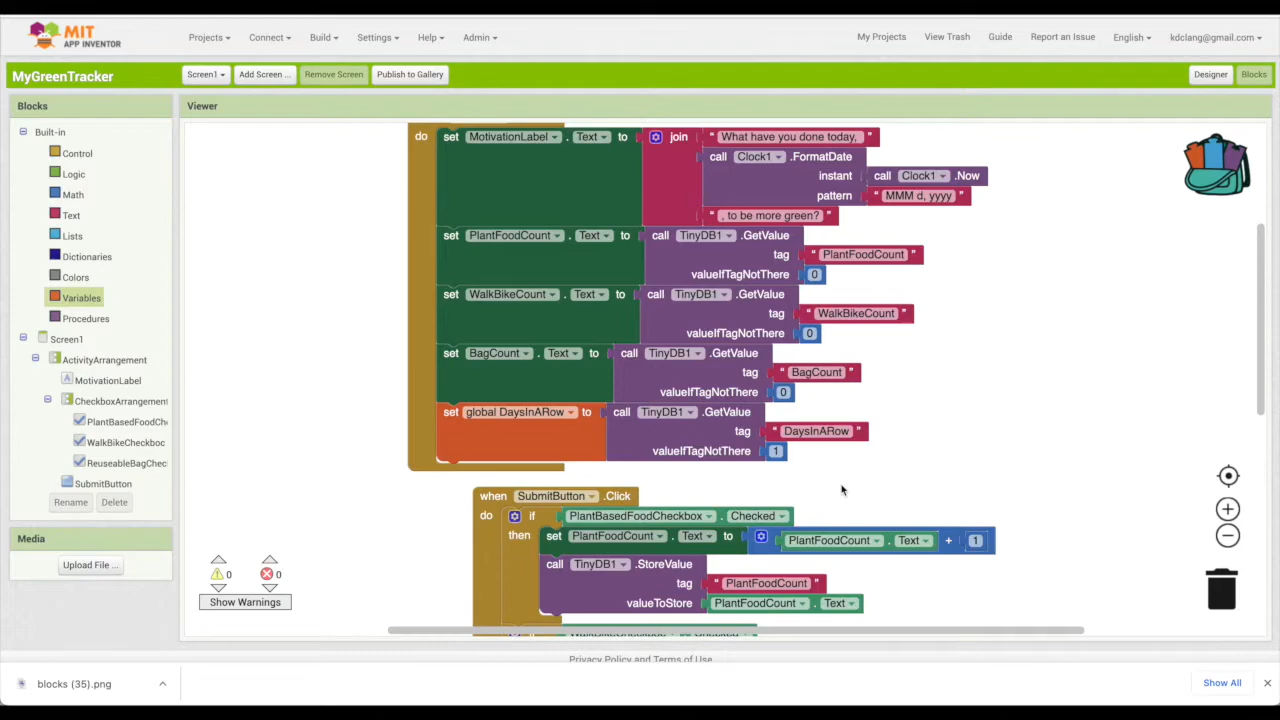 MIT
APP INVENTOR
Projects Connect Build Settings Help Admin
My Projects View Trash Guide Report an Issue English kdclang@gmail.com
MyGreenTracker
Screen1 Add Screen ... Remove Screen Publish to Gallery
Designer Blocks
Blocks
Built-in
Control
Logic
Math
Text
Lists
Dictionaries
Colors
Variables
Procedures
Screen1
ActivityArrangement
MotivationLabel
CheckboxArrangement
PlantBasedFoodCh
WalkBikeCheckboc
ReuseableBagChec
SubmitButton
Rename Delete
Media
Upload File ...
Viewer
do set MotivationLabel . Text to join " What have you done today, "
call Clock1 .FormatDate
instant call Clock1 .Now
pattern " MMM d, yyyy "
" , to be more green? "
set PlantFoodCount . Text to call TinyDB1 .GetValue
tag " PlantFoodCount "
valueIfTagNotThere 0
set WalkBikeCount . Text to call TinyDB1 .GetValue
tag " WalkBikeCount "
valueIfTagNotThere 0
set BagCount . Text to call TinyDB1 .GetValue
tag " BagCount "
valueIfTagNotThere 0
set global DaysInARow to call TinyDB1 .GetValue
tag " DaysInARow "
valueIfTagNotThere 1
when SubmitButton .Click
do if PlantBasedFoodCheckbox . Checked
then set PlantFoodCount . Text to PlantFoodCount . Text + 1
call TinyDB1 .StoreValue
tag " PlantFoodCount "
valueToStore PlantFoodCount . Text
0 0
Show Warnings
Privacy Policy and Terms of Use
blocks (35).png
Show All